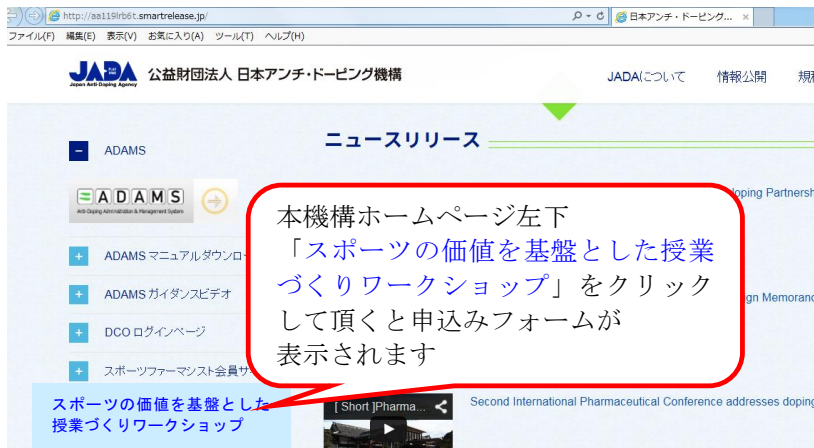 http://aa119lrb6t.smartrelease.jp/
日本アンチ・ドーピング...
ファイル(F) 編集(E) 表示(V) お気に入り(A) ツール(T) ヘルプ(H)
JADA
PLAY TRUE
Japan Anti-Doping Agency
公益財団法人 日本アンチ・ドーピング機構
JADAについて 情報公開
ニュースリリース
ADAMS
ADAMS
Anti-Doping Administration & Management System
ADAMS マニュアルダウンロ
ADAMS ガイダンスビデオ
DCO ログインページ
スポーツファーマシスト会員サ
本機構ホームページ左下
「スポーツの価値を基盤とした授業
づくりワークショップ」をクリック
して頂くと申込みフォームが
表示されます
スポーツの価値を基盤とした
授業づくりワークショップ
[ Short ]Pharma...
Second International Pharmaceutical Conference addresses doping